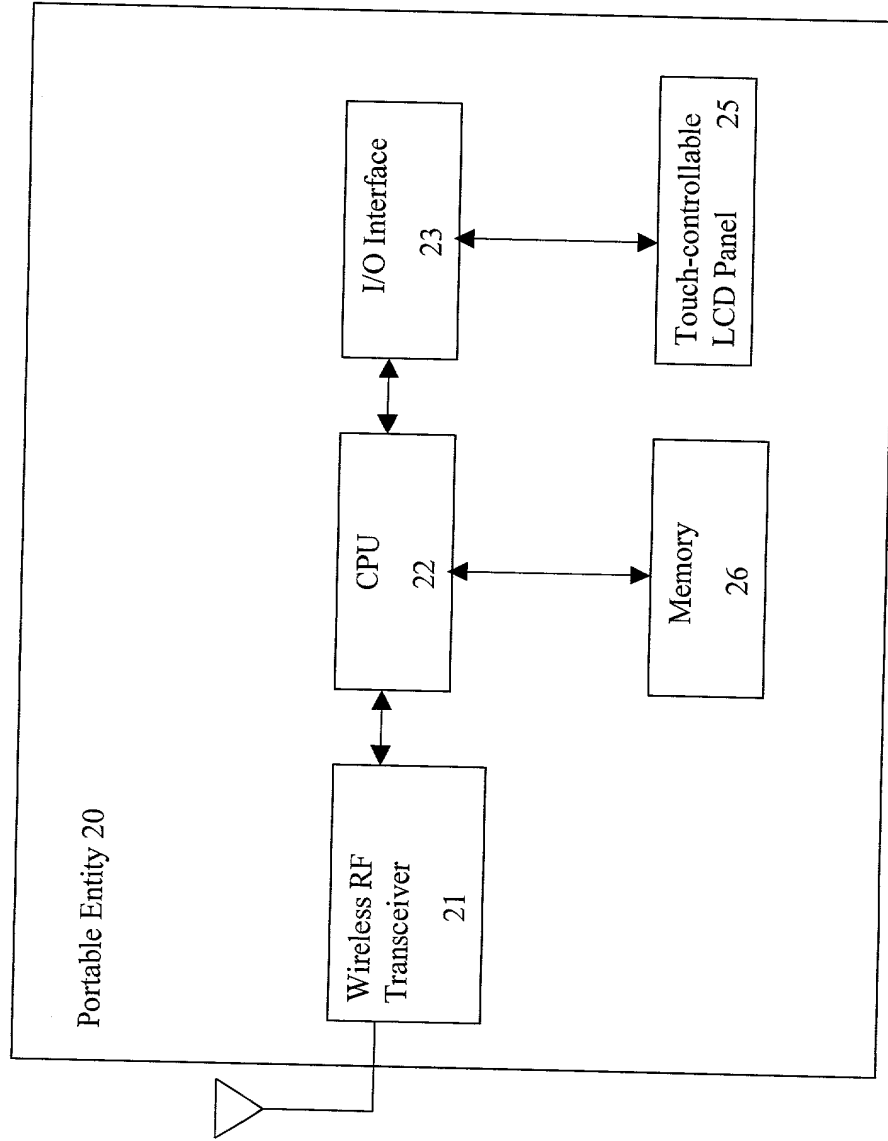 Portable Entity 20
Wireless RF
Transceiver
21
CPU
22
I/O Interface
23
Memory
26
Touch-controllable
LCD Panel 25